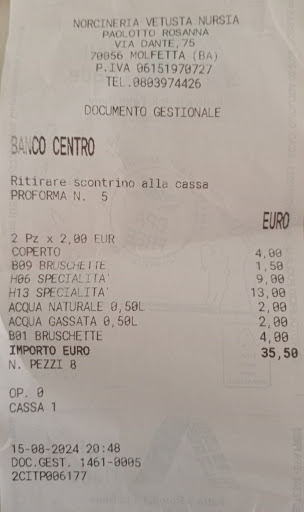 NORCINERIA VETUSTA NURSIA
PAOLOTTO ROSANNA
VIA DANTE,75
70056 MOLFETTA (BA)
P.IVA 06151970727
TEL.0803974426
DOCUMENTO GESTIONALE
BANCO CENTRO
Ritirare scontrino alla cassa
PROFORMA N. 5
EURO
2 Pz x 2,00 EUR
COPERTO 4,00
B09 BRUSCHETTE 1,50
H06 SPECIALITA' 9,00
H13 SPECIALITA' 13,00
ACQUA NATURALE 0,50L 2,00
ACQUA GASSATA 0,50L 2,00
B01 BRUSCHETTE 4,00
IMPORTO EURO 35,50
N. PEZZI 8
OP. 0
CASSA 1
15-08-2024 20:48
DOC.GEST. 1461-0005
2CITP006177